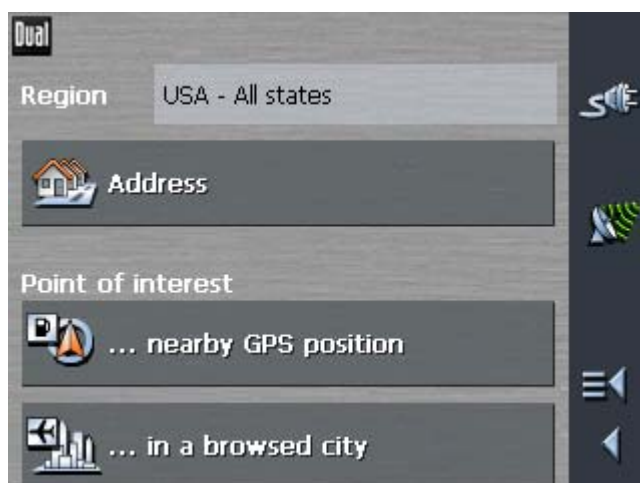 Dual
Region USA - All states
Address
Point of interest
... nearby GPS position
... in a browsed city